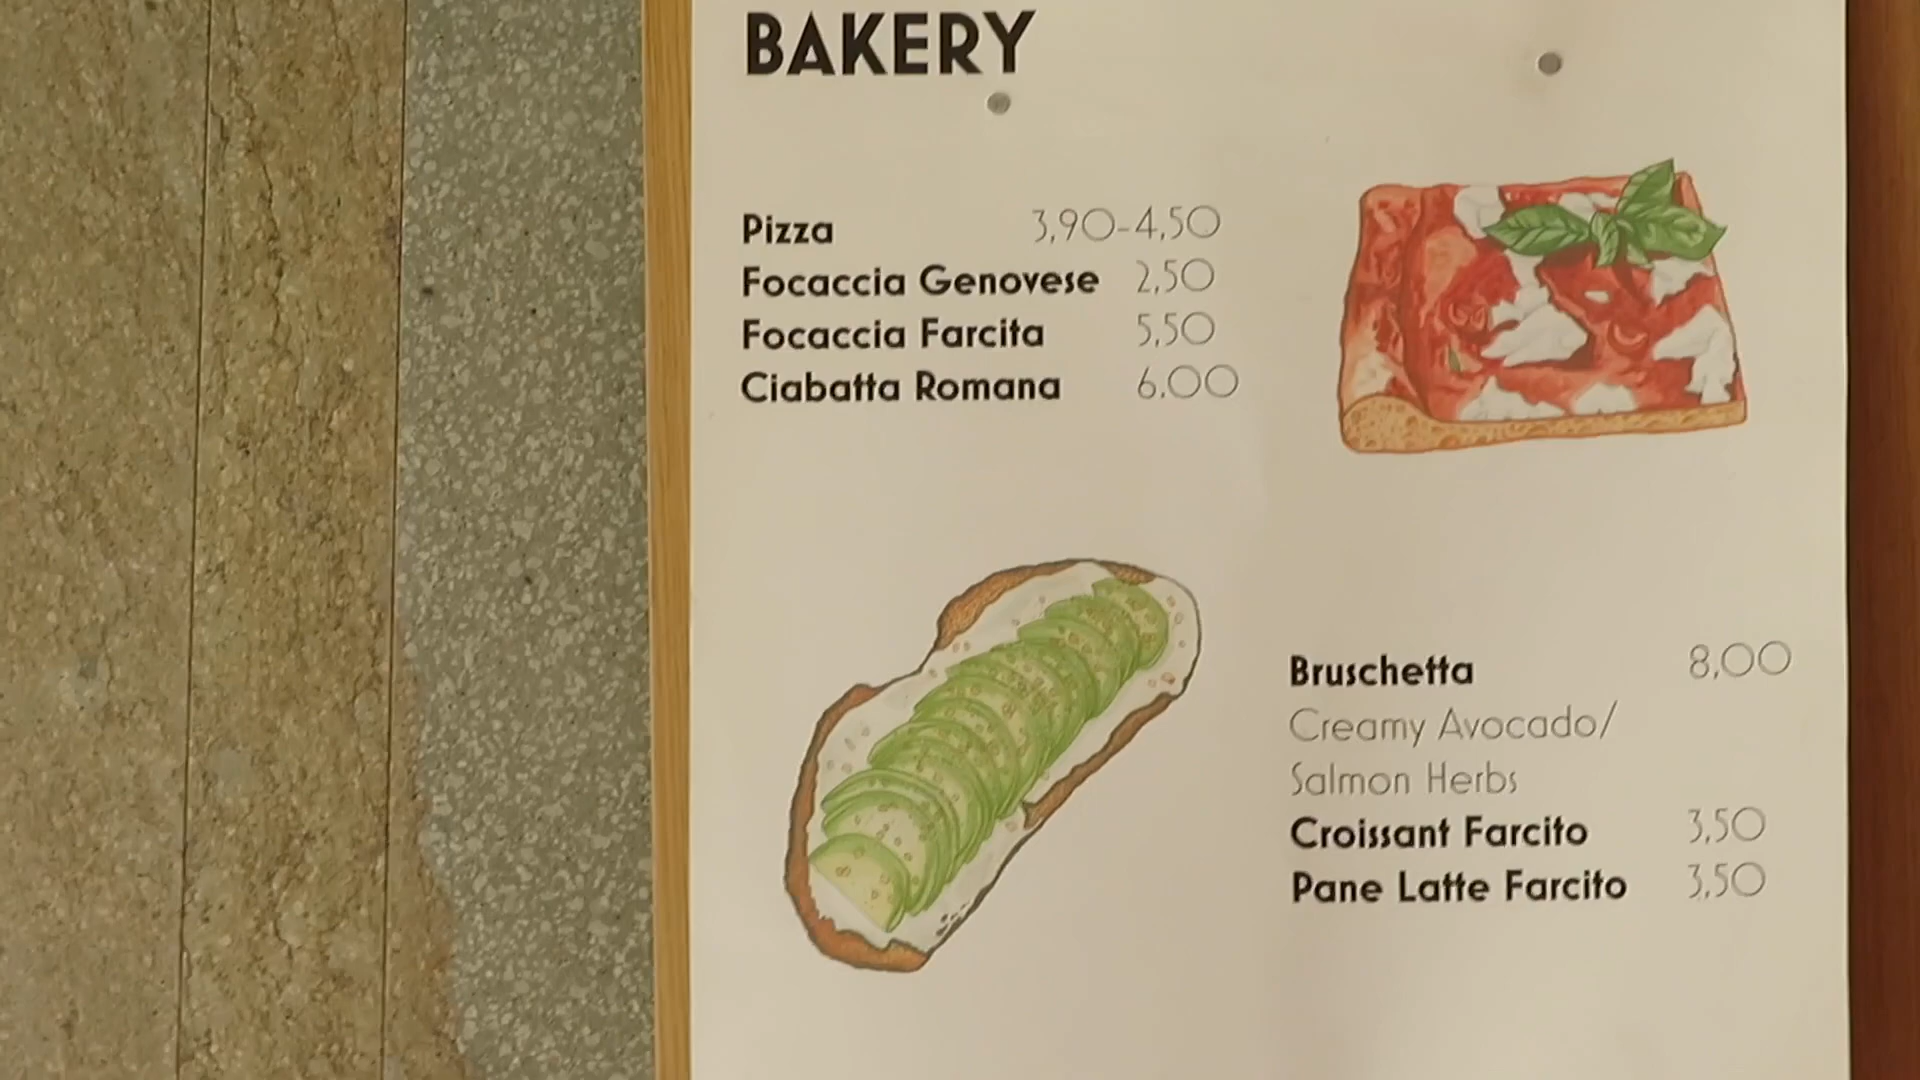 BAKERY
Pizza 3,90-4,50
Focaccia Genovese 2,50
Focaccia Farcita 5,50
Ciabatta Romana 6.00
Bruschetta 8,00
Creamy Avocado/
Salmon Herbs
Croissant Farcito 3,50
Pane Latte Farcito 3,50